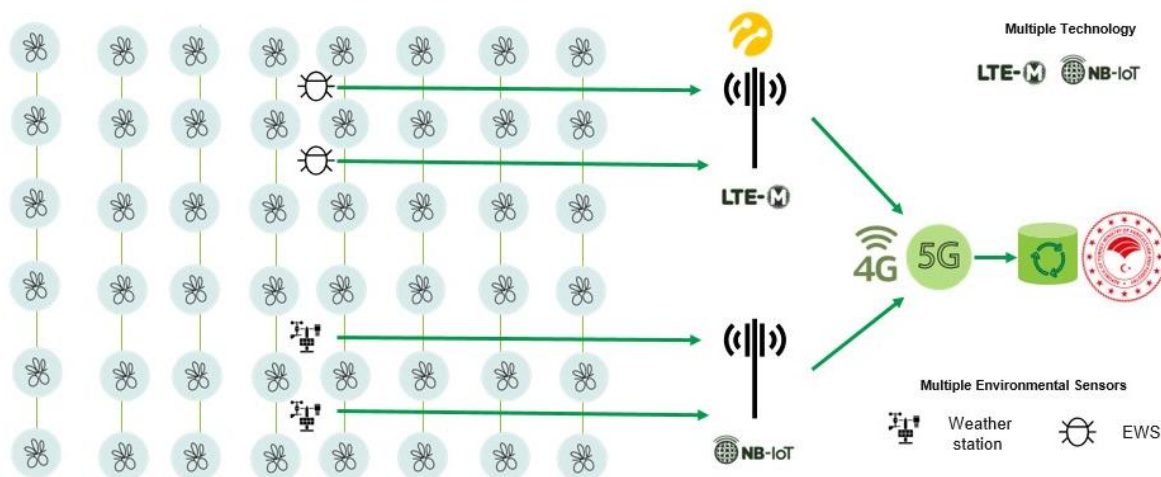 Multiple Technology
LTE-M NB-IoT
LTE-M
4G 5G
NB-IoT
Multiple Environmental Sensors
Weather
station
EWS